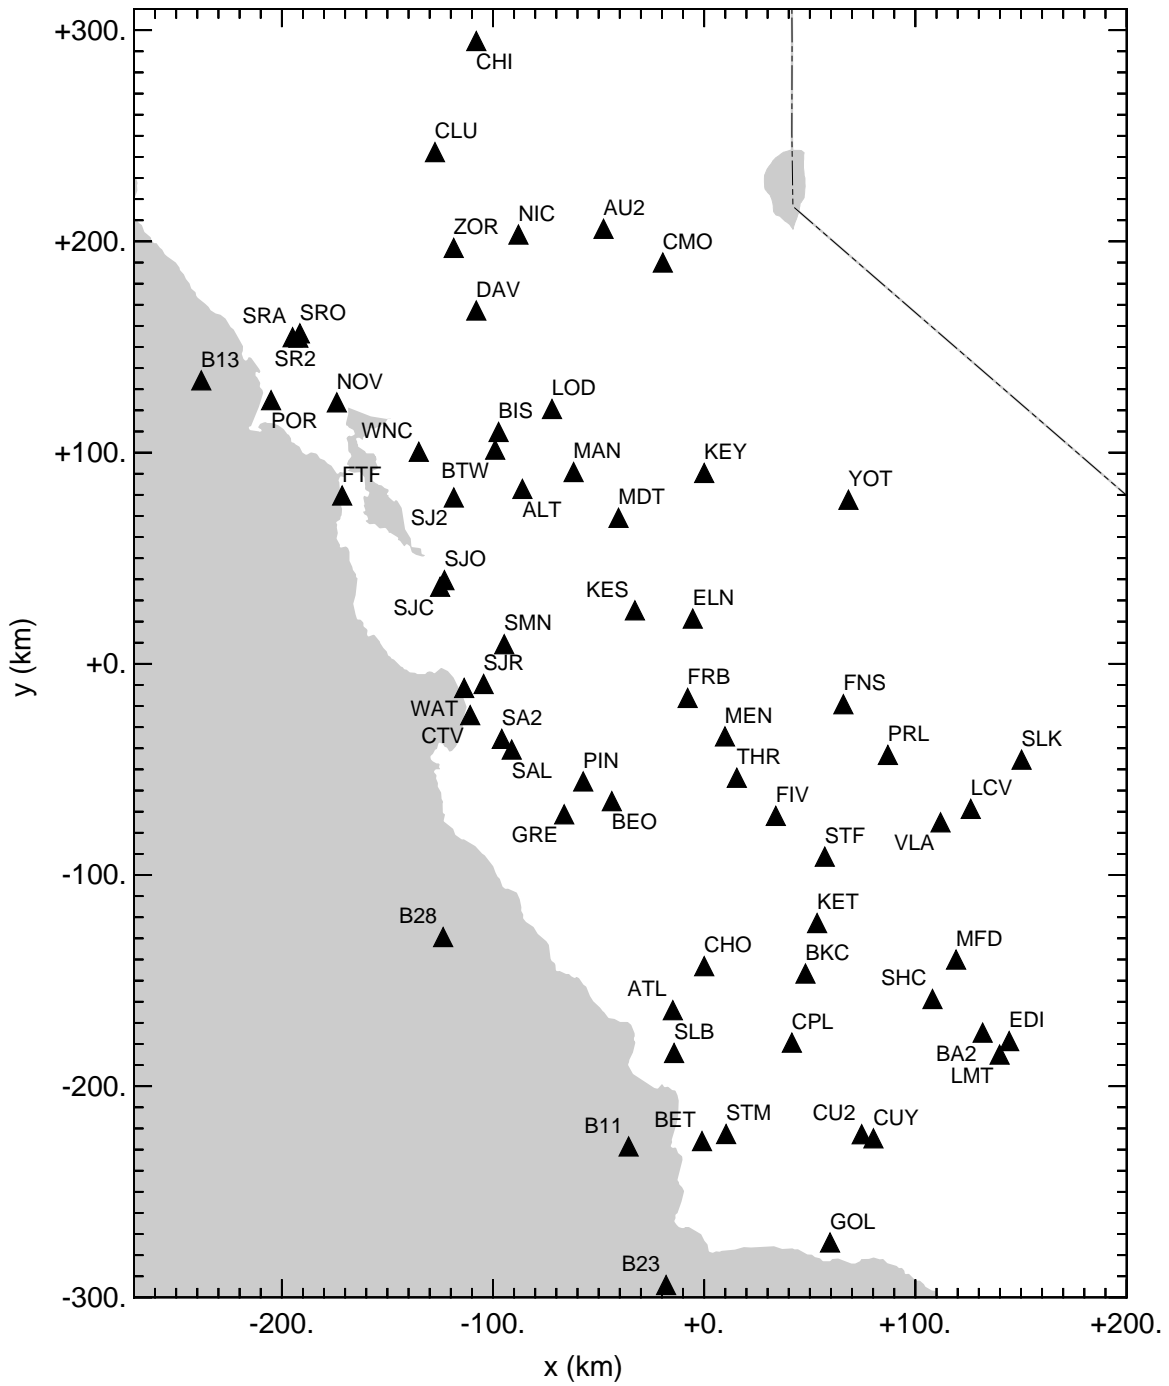 +300.
CHI
CLU
AU2
NIC
ZOR
+200.
CMO
DAV
SRO
SRA
SR2
B13
NOV
LOD
BIS
POR
WNC
+100.
MAN
KEY
BTW
FTF
YOT
MDT
ALT
SJ2
SJO
KES
ELN
SJC
SMN
+0.
SJR
FRB
FNS
WAT
SA2
MEN
CTV
PRL
SLK
THR
PIN
SAL
LCV
FIV
BEO
GRE
STF
VLA
-100.
KET
B28
CHO
MFD
BKC
SHC
ATL
CPL
EDI
SLB
BA2
LMT
-200.
STM
CU2
BET
CUY
B11
GOL
B23
-300.
-200.
-100.
+0.
+100.
+200.
x (km)
y (km)